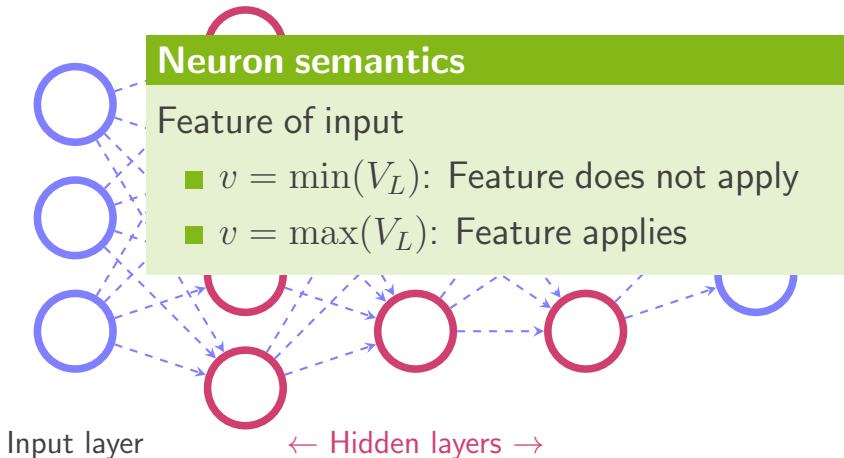 Neuron semantics
Feature of input
■ v = min(V_L): Feature does not apply
■ v = max(V_L): Feature applies
Input layer
← Hidden layers →